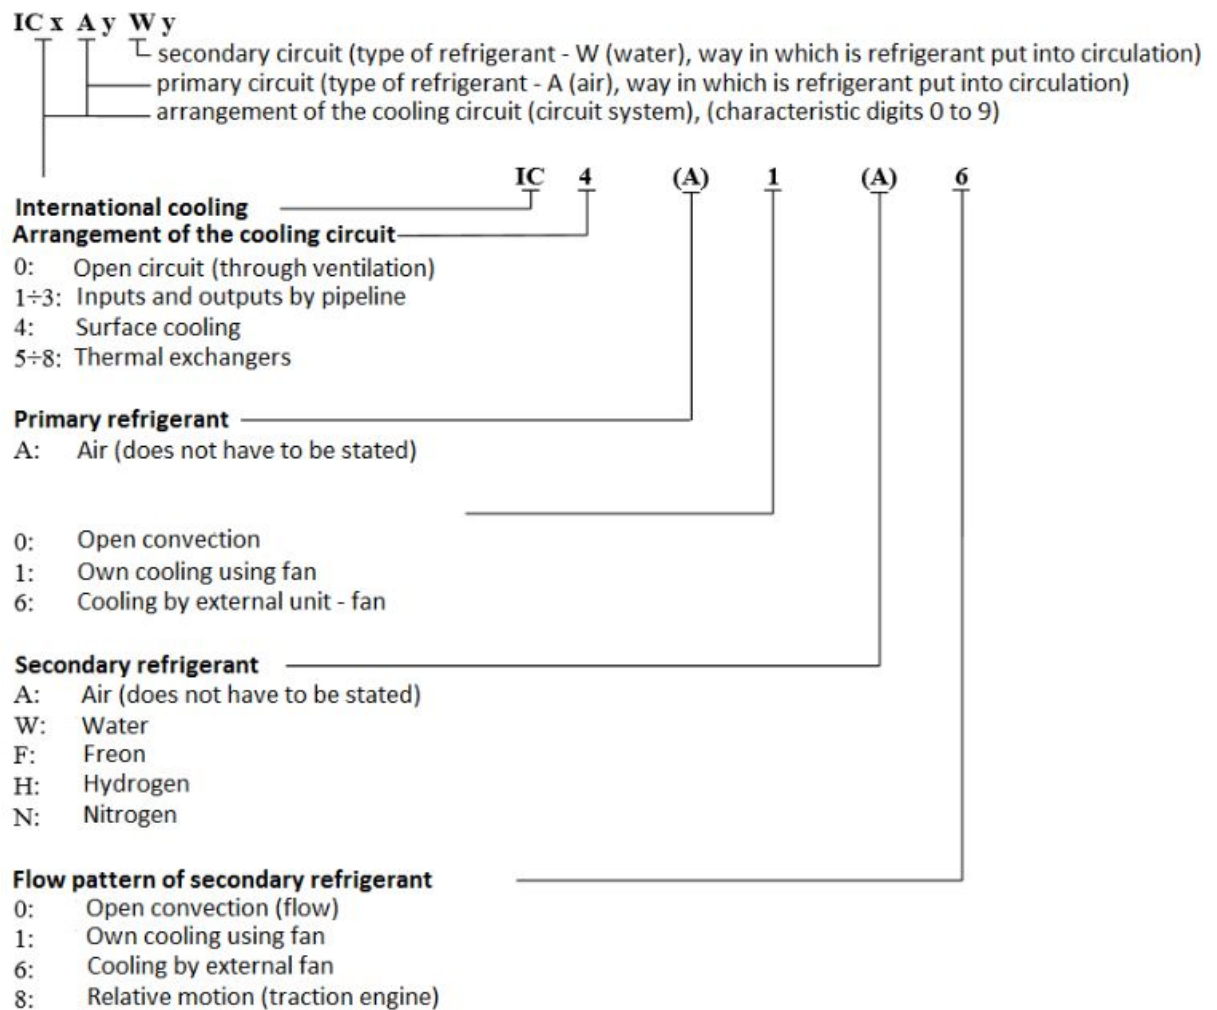 IC x A y W y
secondary circuit (type of refrigerant - W (water), way in which is refrigerant put into circulation)
primary circuit (type of refrigerant - A (air), way in which is refrigerant put into circulation)
arrangement of the cooling circuit (circuit system), (characteristic digits 0 to 9)
IC 4 (A) 1 (A) 6
International cooling
Arrangement of the cooling circuit
0: Open circuit (through ventilation)
1÷3: Inputs and outputs by pipeline
4: Surface cooling
5÷8: Thermal exchangers
Primary refrigerant
A: Air (does not have to be stated)
0: Open convection
1: Own cooling using fan
6: Cooling by external unit - fan
Secondary refrigerant
A: Air (does not have to be stated)
W: Water
F: Freon
H: Hydrogen
N: Nitrogen
Flow pattern of secondary refrigerant
0: Open convection (flow)
1: Own cooling using fan
6: Cooling by external fan
8: Relative motion (traction engine)